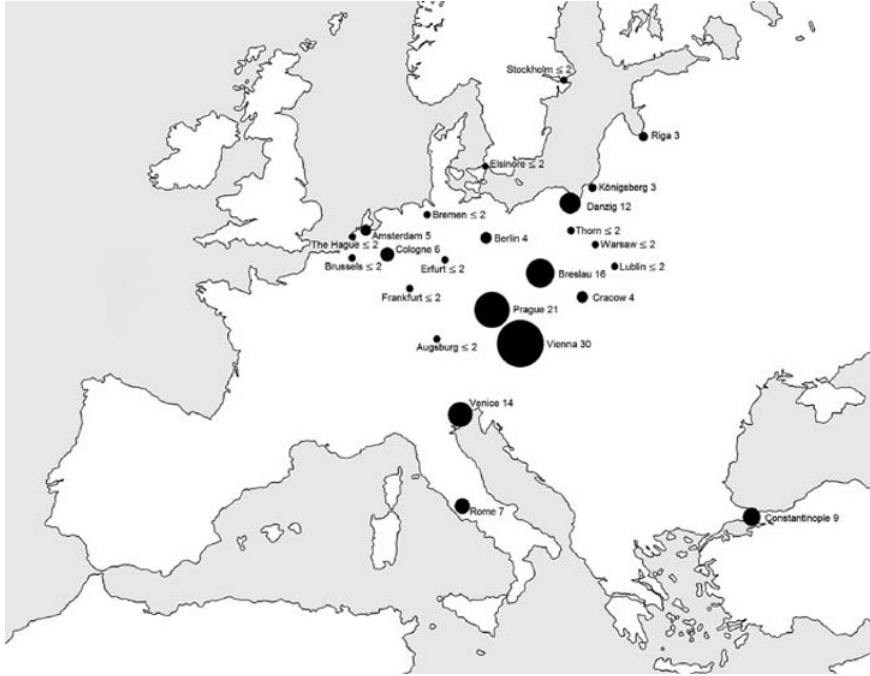 Stockholm ≤ 2
Riga 3
Elsinore ≤ 2
Königsberg 3
Danzig 12
Bremen ≤ 2
Thorn ≤ 2
Amsterdam 5
Berlin 4
The Hague ≤ 2
Warsaw ≤ 2
Cologne 6
Brussels ≤ 2
Erfurt ≤ 2
Lublin ≤ 2
Breslau 16
Frankfurt ≤ 2
Cracow 4
Prague 21
Augsburg ≤ 2
Vienna 30
Venice 14
Rome 7
Constantinople 9